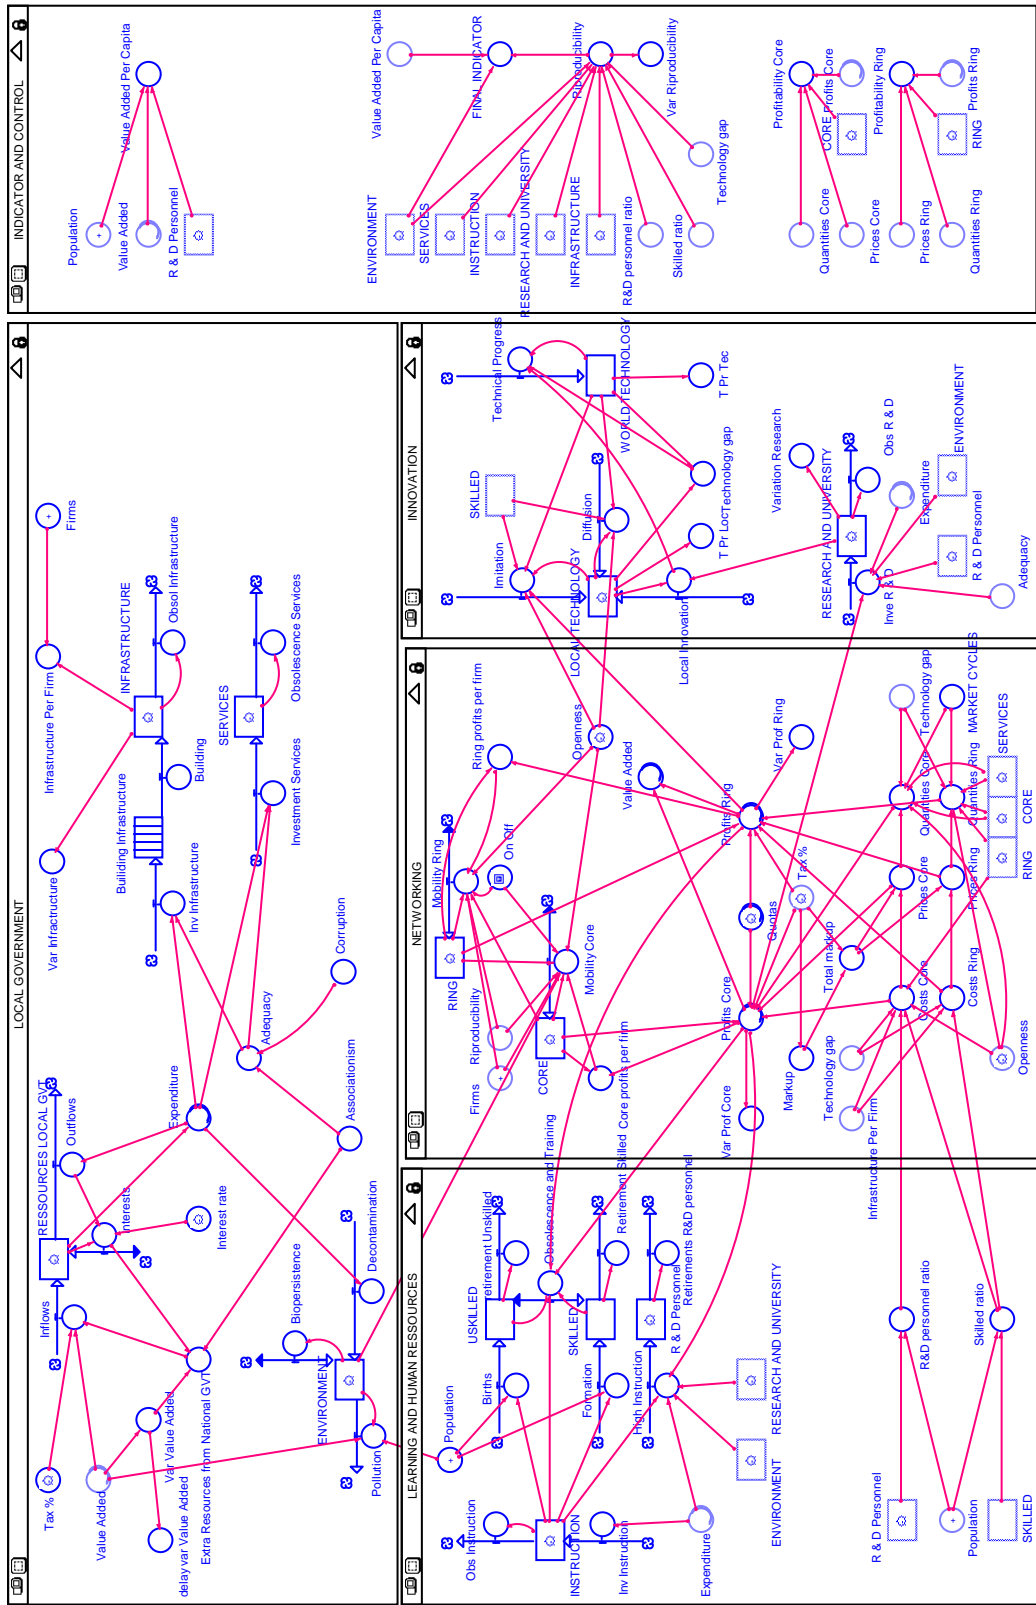 LOCAL GOVERNMENT
Tax %
Value Added
delay var Value Added
Var Value Added
Extra Resources from National GVT
Inflows
RESSOURCES LOCAL GVT
Outflows
Interests
Interest rate
Expenditure
Adequacy
Associationism
Corruption
Biopersistence
ENVIRONMENT
Decontamination
Pollution
Var Infractructure
Infrastructure Per Firm
Firms
Builiding Infrastructure
Inv Infrastructure
Building
INFRASTRUCTURE
Obsol Infrastructure
SERVICES
Investment Services
Obsolescence Services
INDICATOR AND CONTROL
Population
Value Added
R & D Personnel
Value Added Per Capita
Value Added Per Capita
ENVIRONMENT
SERVICES
INSTRUCTION
RESEARCH AND UNIVERSITY
INFRASTRUCTURE
R&D personnel ratio
Skilled ratio
Technology gap
FINAL INDICATOR
Riproducibility
Var Riproducibility
Quantities Core
Prices Core
Prices Ring
Quantities Ring
Profitability Core
CORE
Profits Core
Profitability Ring
RING
Profits Ring
LEARNING AND HUMAN RESSOURCES
Obs Instruction
INSTRUCTION
Inv Instruction
Expenditure
Population
Births
USKILLED
Retirement Unskilled
Obsolescence and Training
Formation
SKILLED
Retirement Skilled
High Instruction
R & D Personnel
Retirements R&D personnel
ENVIRONMENT
RESEARCH AND UNIVERSITY
R & D Personnel
Population
SKILLED
R&D personnel ratio
Skilled ratio
NETWORKING
RING
Mobility Ring
Ring profits per firm
On Off
Riproducibility
Firms
CORE
Mobility Core
Core profits per firm
Openness
Value Added
Profits Ring
Var Prof Ring
Quotas
Tax %
Profits Core
Var Prof Core
Markup
Total markup
Technology gap
Infrastructure Per Firm
Costs Core
Costs Ring
Prices Core
Prices Ring
Quantities Core
Quantities Ring
Technology gap
MARKET CYCLES
RING
CORE
SERVICES
Openness
INNOVATION
Imitation
SKILLED
Technical Progress
LOCAL TECHNOLOGY
Diffusion
WORLD TECHNOLOGY
Local Innovation
T Pr Loc
Technology gap
T Pr Tec
Variation Research
RESEARCH AND UNIVERSITY
Obs R & D
Inve R & D
Expenditure
R & D Personnel
ENVIRONMENT
Adequacy